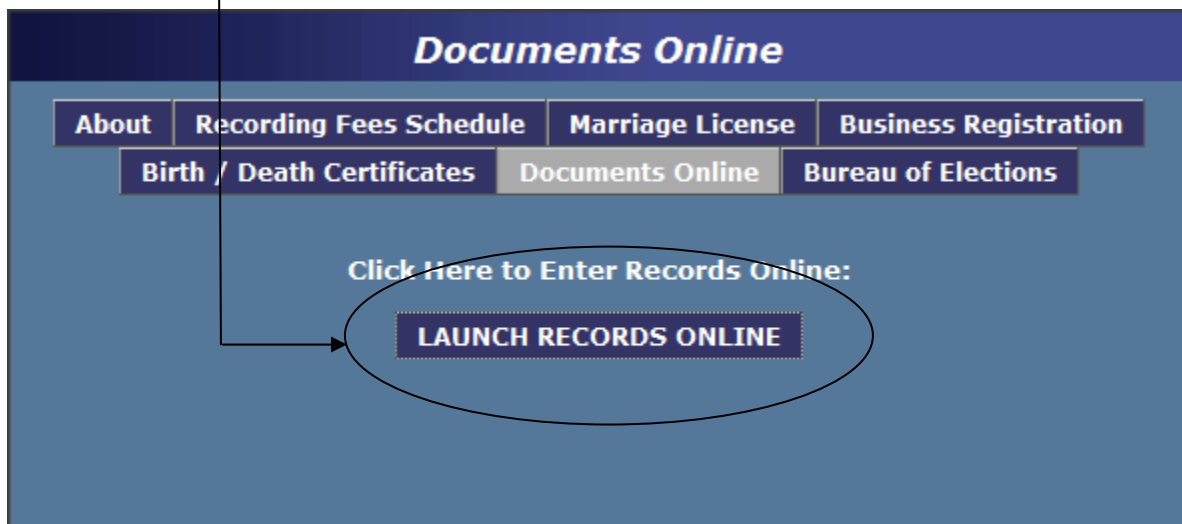 Documents Online
About Recording Fees Schedule Marriage License Business Registration
Birth / Death Certificates Documents Online Bureau of Elections
Click Here to Enter Records Online:
LAUNCH RECORDS ONLINE